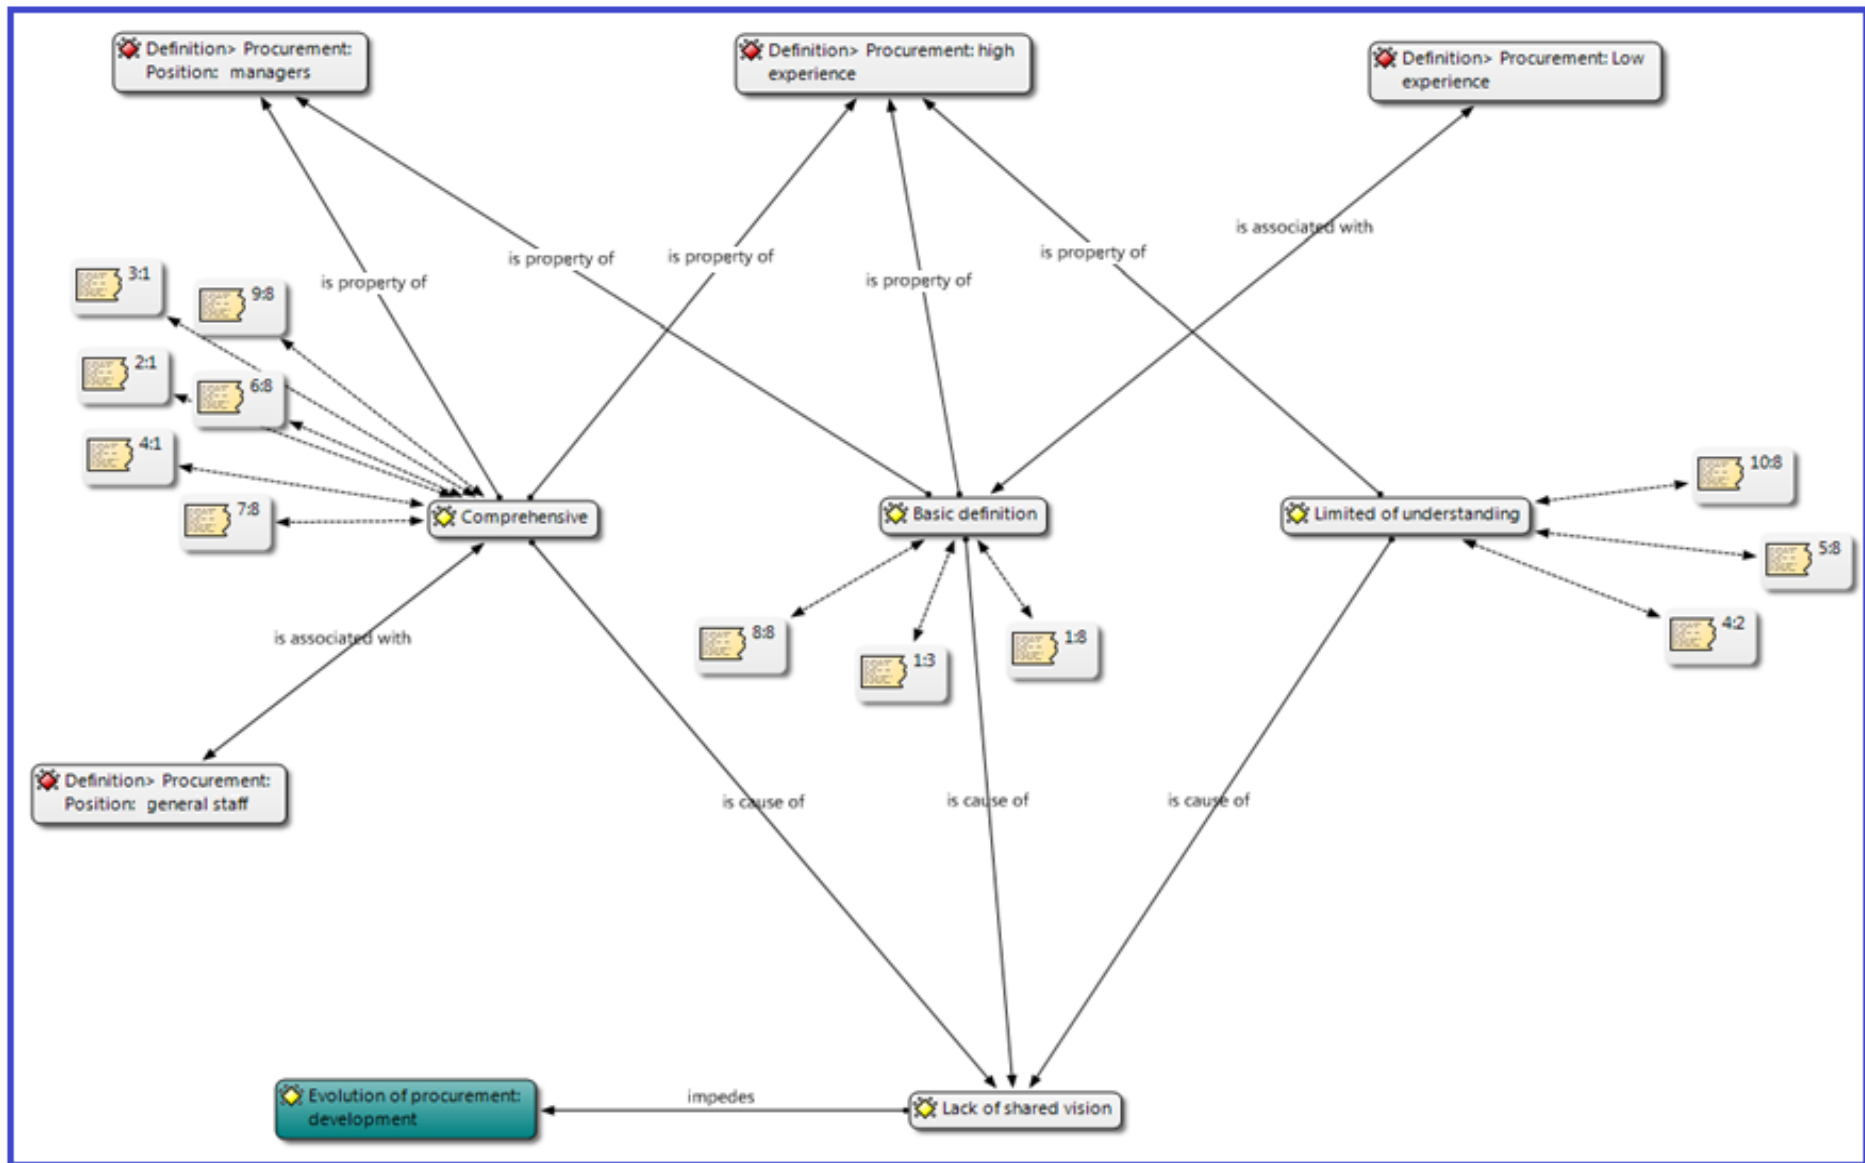 Definition> Procurement:
Position: managers
Definition> Procurement: high
experience
Definition> Procurement: Low
experience
is associated with
is property of
is property of
is property of
is property of
is property of
3:1
9:8
2:1
6:8
4:1
7:8
Comprehensive
Basic definition
Limited of understanding
10:8
5:8
4:2
8:8
1:3
1:8
is associated with
Definition> Procurement:
Position: general staff
is cause of
is cause of
is cause of
Evolution of procurement:
development
impedes
Lack of shared vision